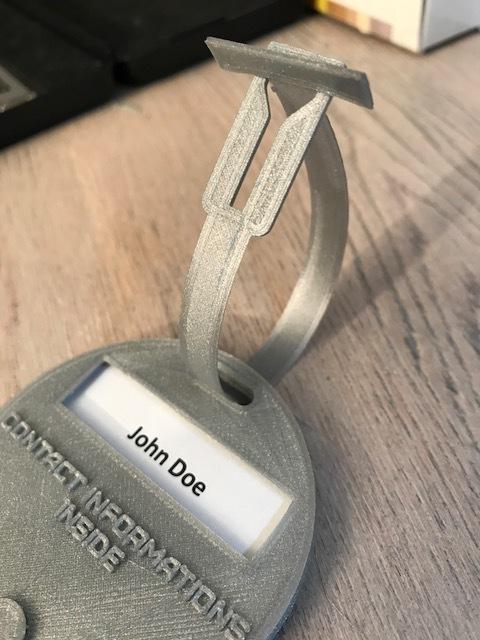 John Doe
CONTACT INFORMATIONS
INSIDE